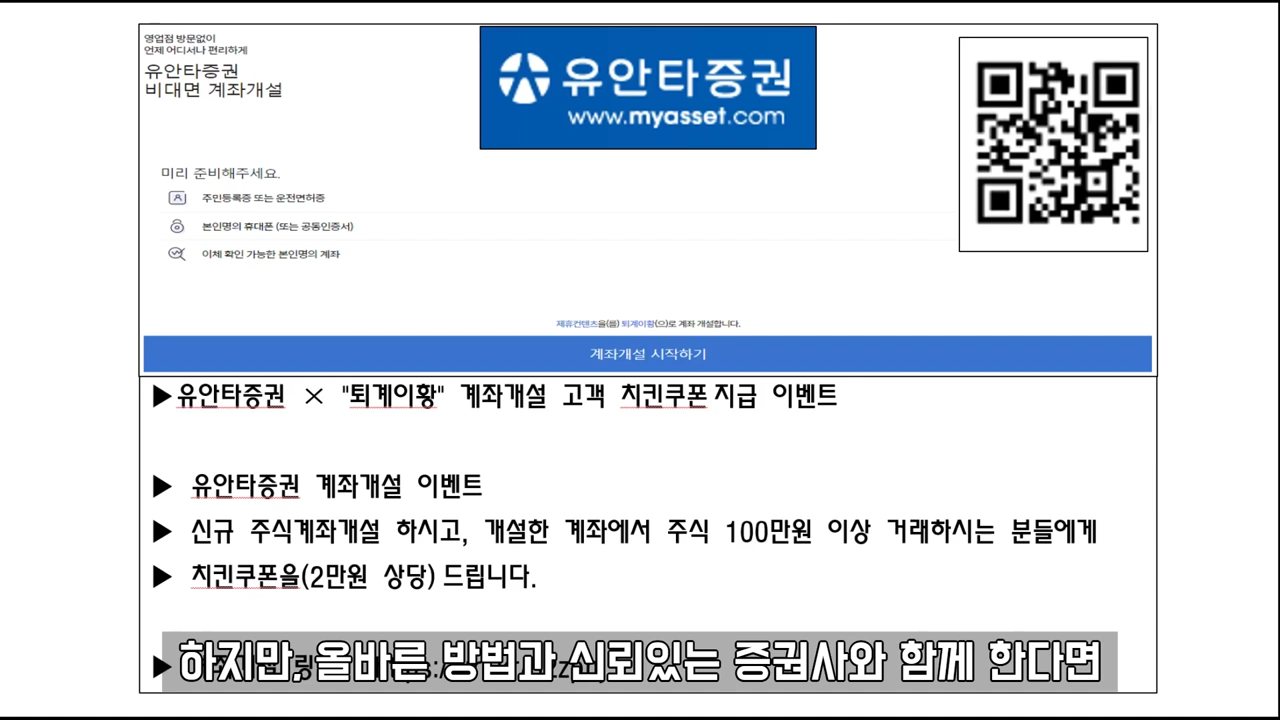 영업점 방문없이
언제 어디서나 편리하게
유안타증권
비대면 계좌개설
유안타증권
www.myasset.com
미리 준비해주세요.
주민등록증 또는 운전면허증
본인명의 휴대폰 (또는 공동인증서)
이체 확인 가능한 본인명의 계좌
제휴컨텐츠을(를) 퇴계이황(으)로 계좌 개설합니다.
계좌개설 시작하기
▶유안타증권 × "퇴계이황" 계좌개설 고객 치킨쿠폰 지급 이벤트
▶ 유안타증권 계좌개설 이벤트
▶ 신규 주식계좌개설 하시고, 개설한 계좌에서 주식 100만원 이상 거래하시는 분들에게
▶ 치킨쿠폰을(2만원 상당) 드립니다.
▶
하지만, 올바른 방법과 신뢰있는 증권사와 함께 한다면